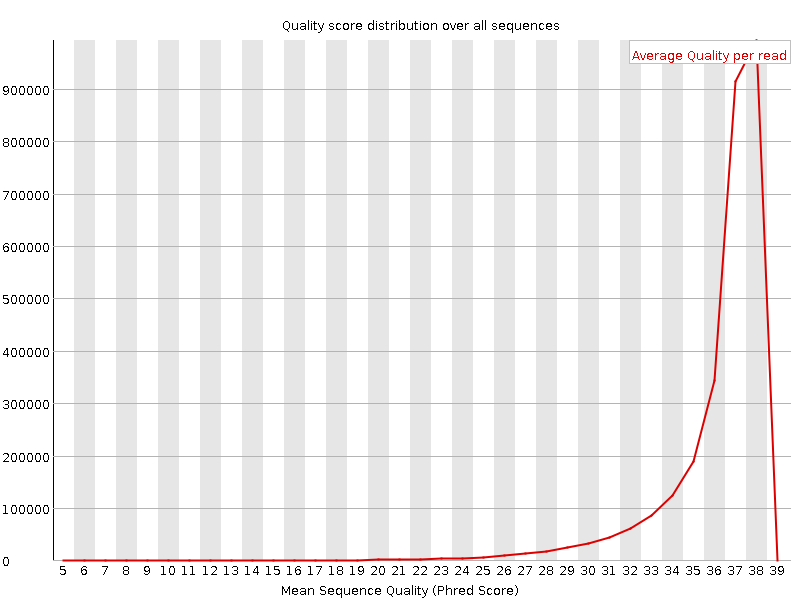 Quality score distribution over all sequences
Average Quality per read
900000
800000
700000
600000
500000
400000
300000
200000
100000
0
5 6 7 8 9 10 11 12 13 14 15 16 17 18 19 20 21 22 23 24 25 26 27 28 29 30 31 32 33 34 35 36 37 38 39
Mean Sequence Quality (Phred Score)